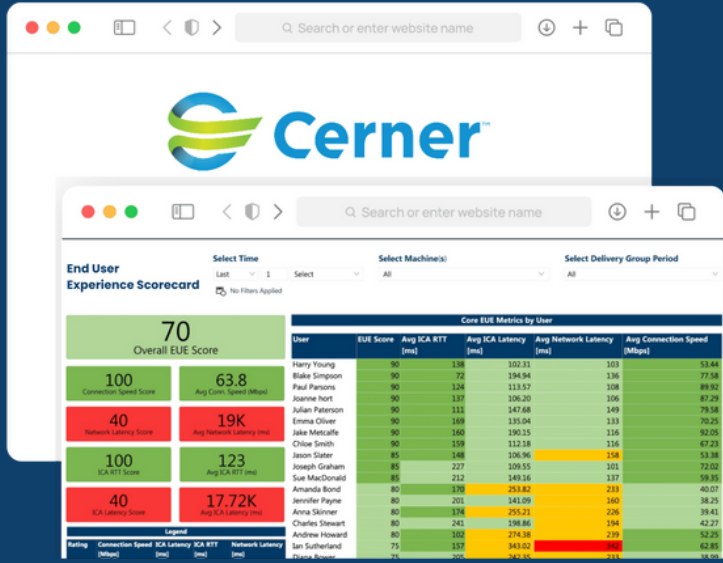 Search or enter website name
Cerner™
Search or enter website name
End User
Experience Scorecard
Select Time
Last 1 Select
No Filters Applied
Select Machine(s)
All
Select Delivery Group Period
All
70
Overall EUE Score
100
Connection Speed Score
63.8
Avg Conn. Speed (Mbps)
40
Network Latency Score
19K
Avg Network Latency (ms)
100
ICA RTT Score
123
Avg ICA RTT (ms)
40
ICA Latency Score
17.72K
Avg ICA Latency (ms)
Legend
Rating Connection Speed [Mbps] ICA Latency [ms] ICA RTT [ms] Network Latency [ms]
Core EUE Metrics by User
User EUE Score Avg ICA RTT [ms] Avg ICA Latency [ms] Avg Network Latency [ms] Avg Connection Speed [Mbps]
Harry Young 90 138 102.31 103 53.44
Blake Simpson 90 72 194.94 136 77.58
Paul Parsons 90 124 113.57 108 89.92
Joanne hort 90 137 106.20 106 87.29
Julian Paterson 90 111 147.68 149 79.58
Emma Oliver 90 169 135.04 133 70.25
Jake Metcalfe 90 160 190.15 116 92.05
Chloe Smith 90 159 112.18 116 67.23
Jason Slater 85 148 106.96 158 53.38
Joseph Graham 85 227 109.55 101 72.02
Sue MacDonald 85 212 149.16 137 59.35
Amanda Bond 80 170 253.82 233 40.07
Jennifer Payne 80 201 141.09 160 38.25
Anna Skinner 80 174 255.21 226 39.41
Charles Stewart 80 241 198.86 194 42.27
Andrew Howard 80 102 274.38 239 52.25
Ian Sutherland 75 157 343.02 342 62.85
Diana Bower 75 205 242.35 233 38.99